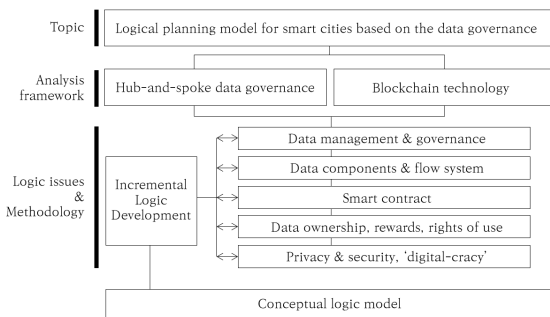 Topic
Logical planning model for smart cities based on the data governance
Analysis
framework
Hub-and-spoke data governance
Blockchain technology
Logic issues
&
Methodology
Incremental
Logic
Development
Data management & governance
Data components & flow system
Smart contract
Data ownership, rewards, rights of use
Privacy & security, 'digital-cracy'
Conceptual logic model